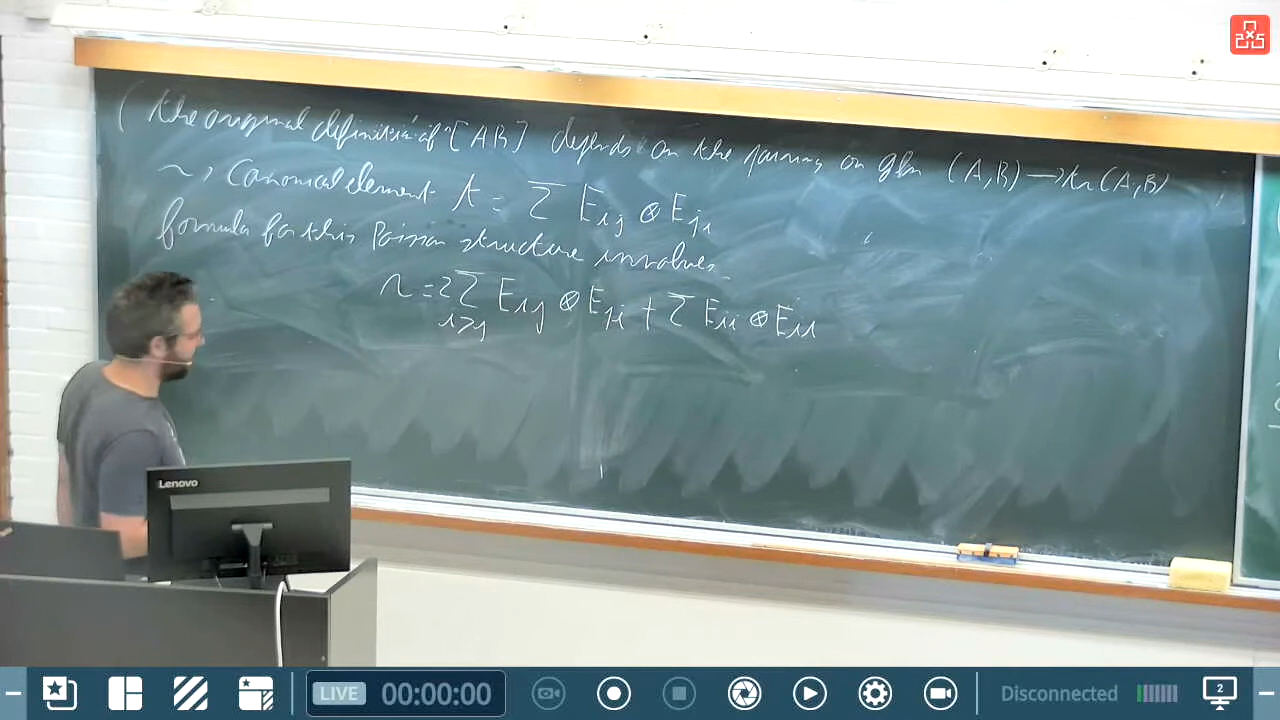 ( the original definition of [AB] depends on the pairing on gln (A,B) → tr (A,B)
~> Canonical element t = Σ Eij ⊗ Eji
formula for this Poisson structure involves
r = 2 Σ Eij ⊗ Eji + Σ Eii ⊗ Eii
i>j
Lenovo
LIVE 00:00:00 Disconnected 2